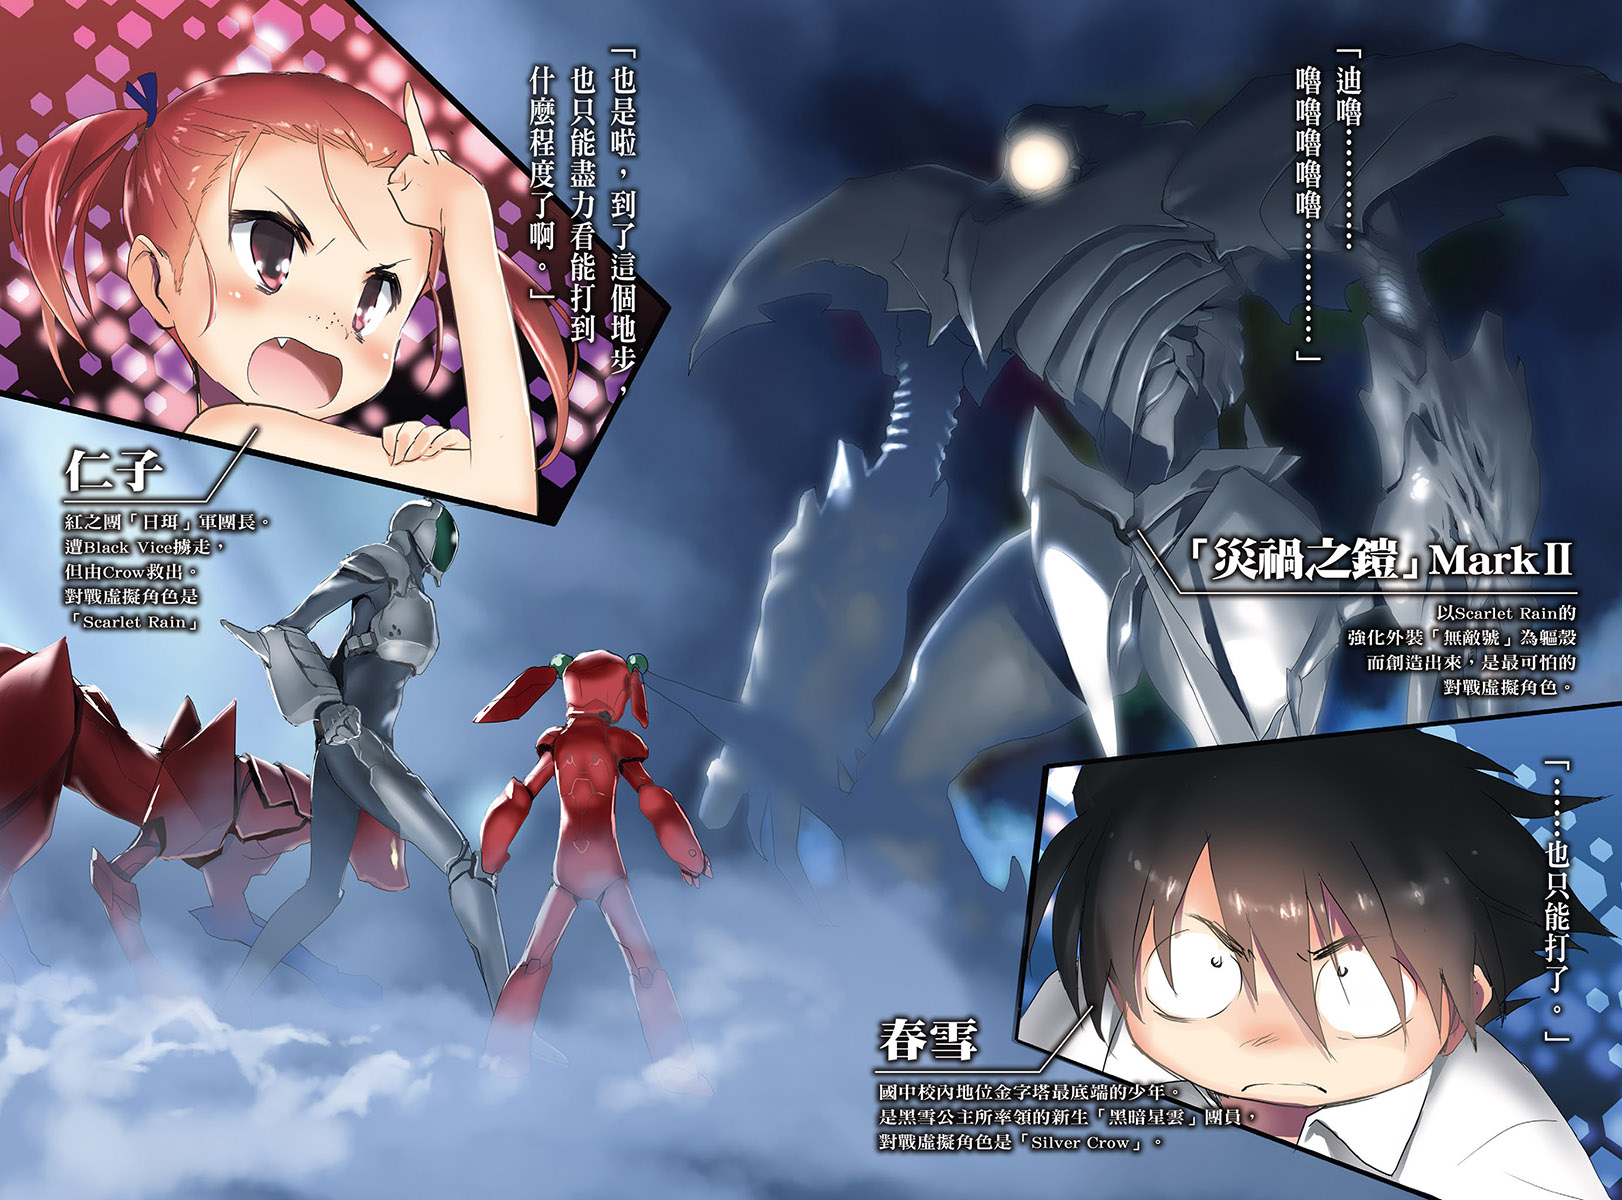 「迪嚕…………
嚕嚕嚕嚕嚕…………」
「也是啦，到了這個地步，
也只能盡力看能打到
什麼程度了啊。」
仁子
紅之團「日珥」軍團長。
遭Black Vice擄走，
但由Crow救出。
對戰虛擬角色是
「Scarlet Rain」
「災禍之鎧」MarkⅡ
以Scarlet Rain的
強化外裝「無敵號」為軀殼
而創造出來，是最可怕的
對戰虛擬角色。
「……也只能打了。」
春雪
國中校內地位金字塔最底端的少年。
是黑雪公主所率領的新生「黑暗星雲」團員，
對戰虛擬角色是「Silver Crow」。